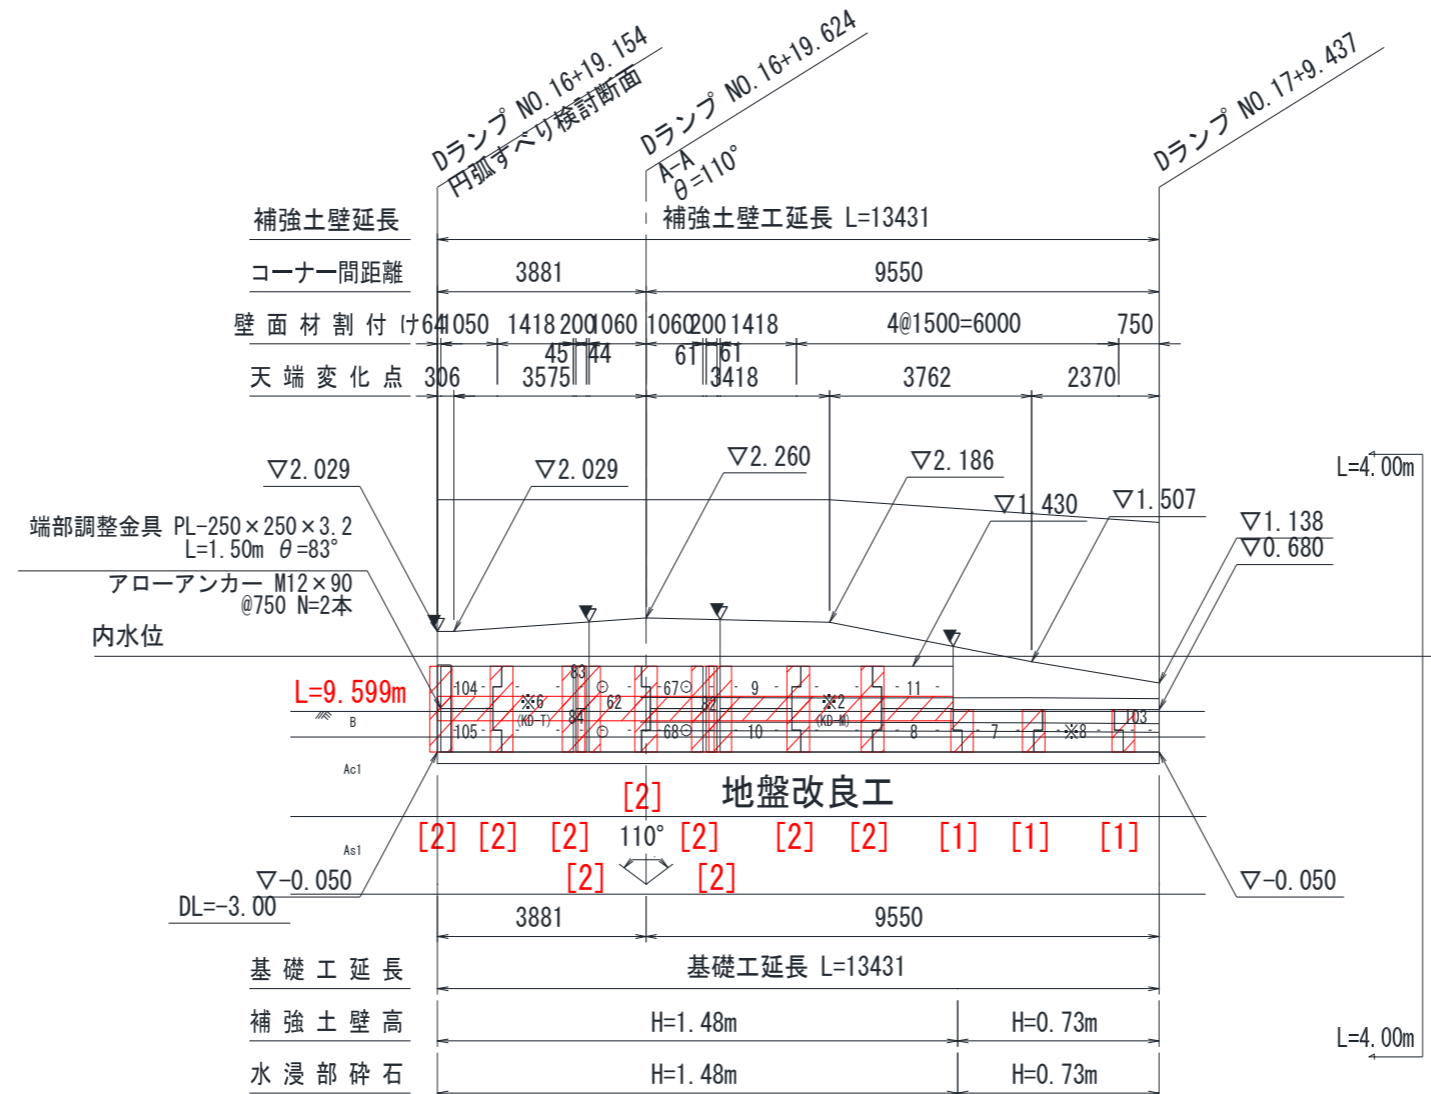 Dランプ NO.16+19.154
円弧すべり検討断面
Dランプ NO.16+19.624
A-A
θ=110°
Dランプ NO.17+9.437
補強土壁延長
補強土壁工延長 L=13431
コーナー間距離
3881
9550
壁面材割付け
64
1050
1418
200
1060
1060
200
1418
4@1500=6000
750
45
44
61
61
天端変化点
306
3575
3418
3762
2370
▽2.029
▽2.029
▽2.260
▽2.186
▽1.430
▽1.507
▽1.138
▽0.680
L=4.00m
端部調整金具 PL-250×250×3.2
L=1.50m θ=83°
アローアンカー M12×90
@750 N=2本
内水位
L=9.599m
104
※6
(KD-T)
83
62
67
9
※2
11
105
84
82
68
10
8
7
※8
103
B
Ac1
As1
地盤改良工
[2]
[2]
[2]
[2]
110°
[2]
[2]
[2]
[1]
[1]
[1]
[2]
[2]
▽-0.050
▽-0.050
DL=-3.00
3881
9550
基礎工延長
基礎工延長 L=13431
補強土壁高
H=1.48m
H=0.73m
L=4.00m
水浸部砕石
H=1.48m
H=0.73m